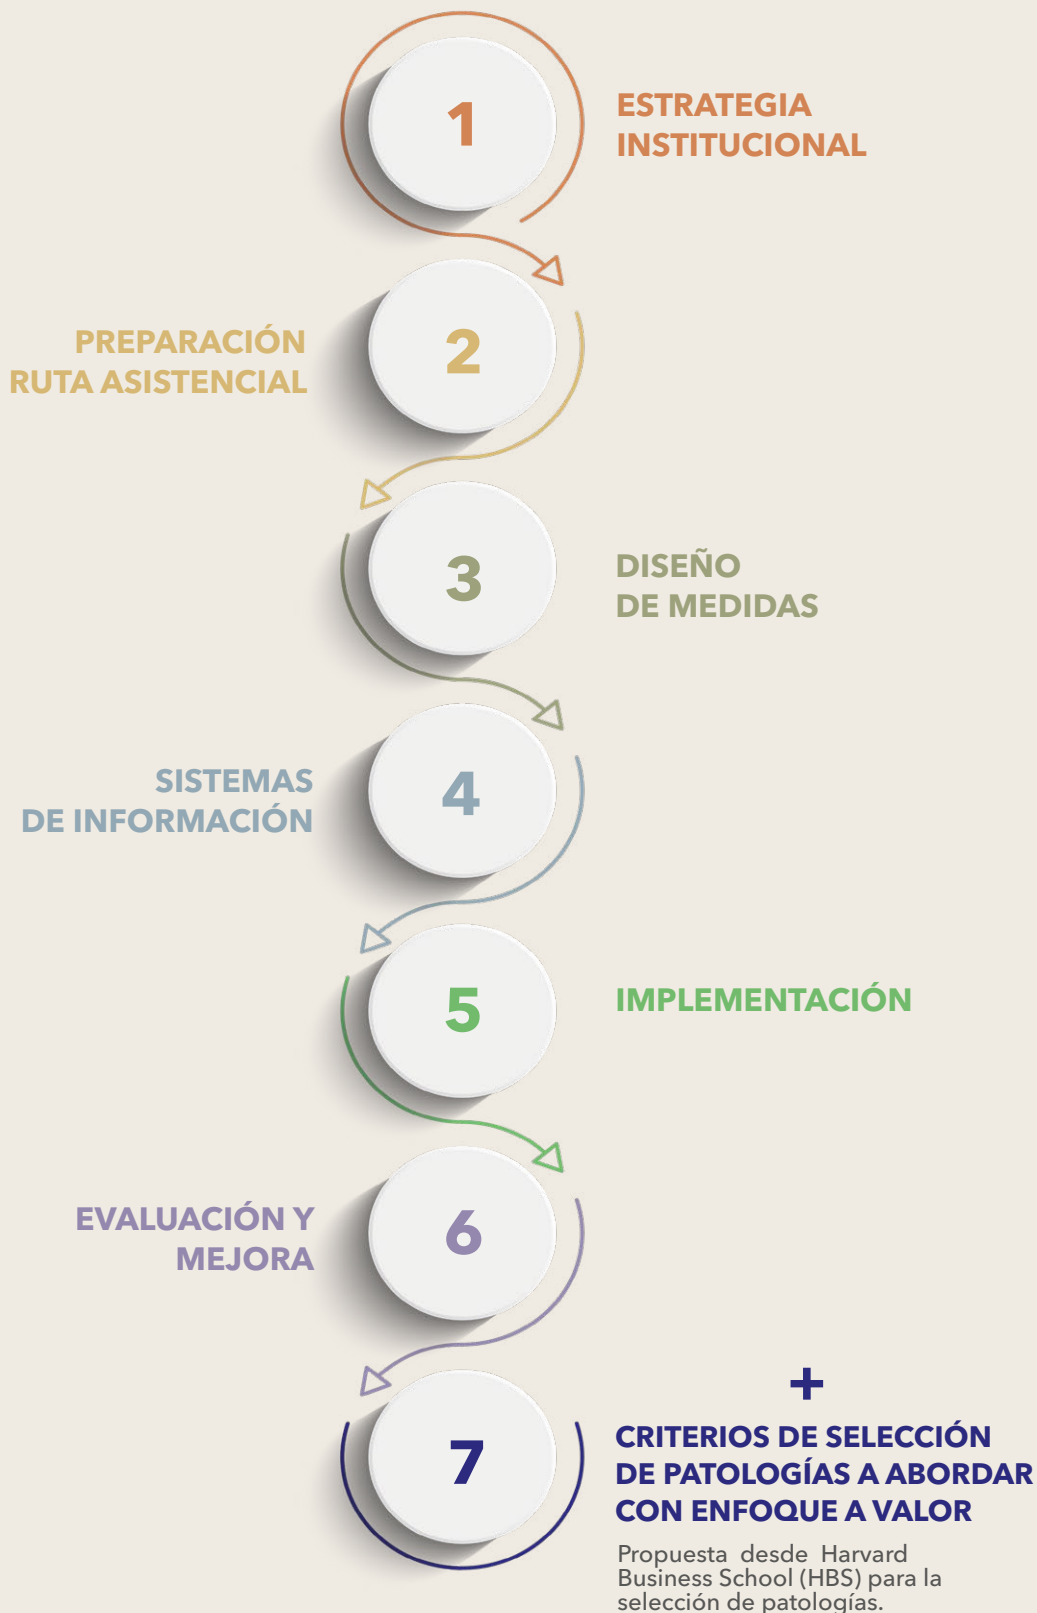 1
ESTRATEGIA
INSTITUCIONAL
2
PREPARACIÓN
RUTA ASISTENCIAL
3
DISEÑO
DE MEDIDAS
4
SISTEMAS
DE INFORMACIÓN
5
IMPLEMENTACIÓN
6
EVALUACIÓN Y
MEJORA
7
+
CRITERIOS DE SELECCIÓN
DE PATOLOGÍAS A ABORDAR
CON ENFOQUE A VALOR
Propuesta desde Harvard
Business School (HBS) para la
selección de patologías.